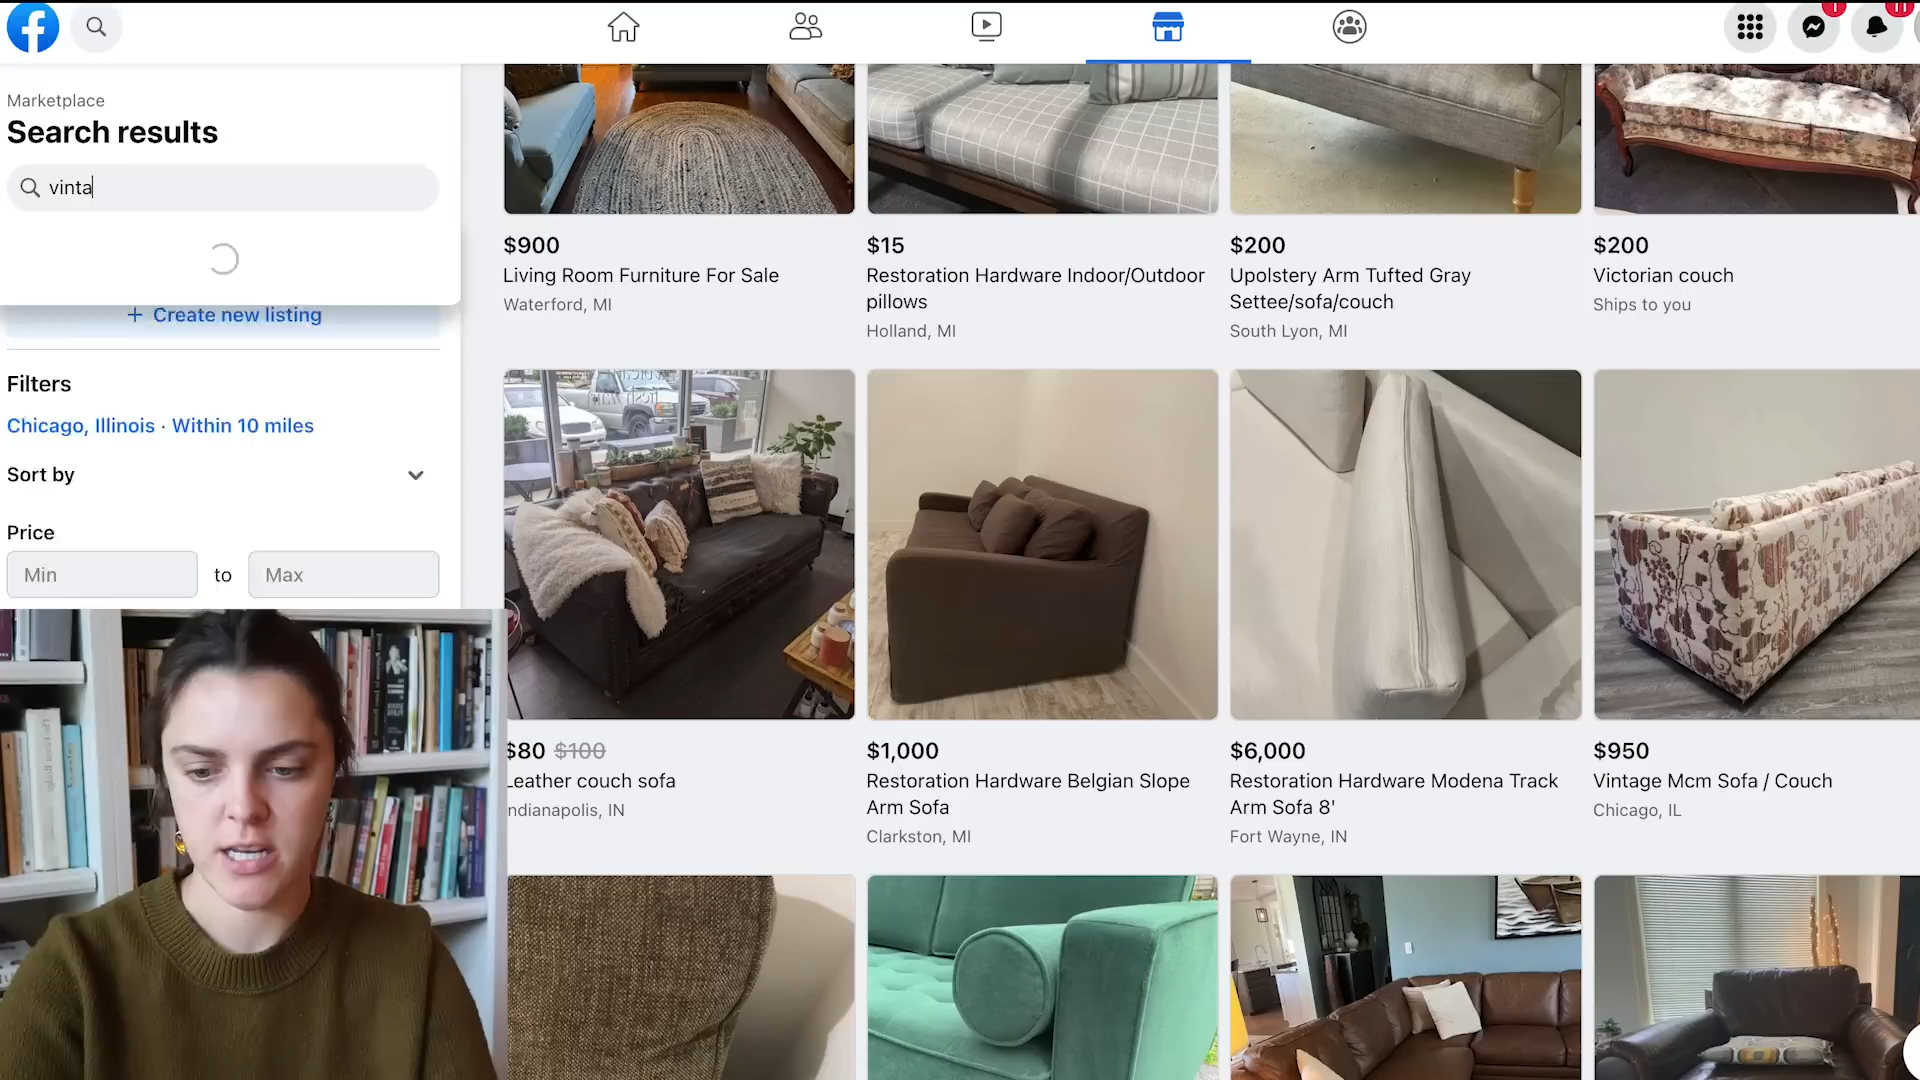 Marketplace
Search results
vinta
+ Create new listing
Filters
Chicago, Illinois · Within 10 miles
Sort by
Price
Min
to
Max
$900
Living Room Furniture For Sale
Waterford, MI
$15
Restoration Hardware Indoor/Outdoor
pillows
Holland, MI
$200
Upolstery Arm Tufted Gray
Settee/sofa/couch
South Lyon, MI
$200
Victorian couch
Ships to you
$80 $100
Leather couch sofa
ndianapolis, IN
$1,000
Restoration Hardware Belgian Slope
Arm Sofa
Clarkston, MI
$6,000
Restoration Hardware Modena Track
Arm Sofa 8'
Fort Wayne, IN
$950
Vintage Mcm Sofa / Couch
Chicago, IL